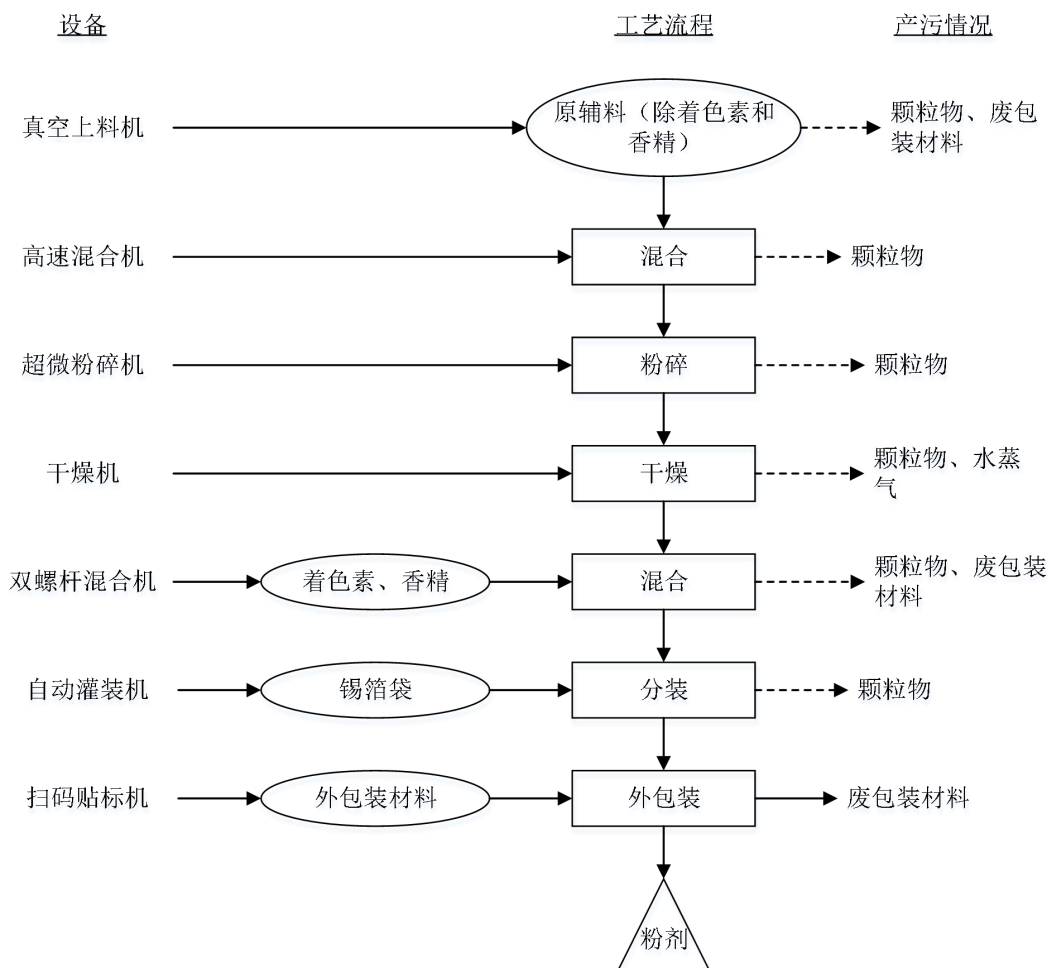 设备
工艺流程
产污情况
真空上料机
原辅料（除着色素和
香精）
颗粒物、废包
装材料
高速混合机
混合
颗粒物
超微粉碎机
粉碎
颗粒物
干燥机
干燥
颗粒物、水蒸
气
双螺杆混合机
着色素、香精
混合
颗粒物、废包装
材料
自动灌装机
锡箔袋
分装
颗粒物
扫码贴标机
外包装材料
外包装
废包装材料
粉剂